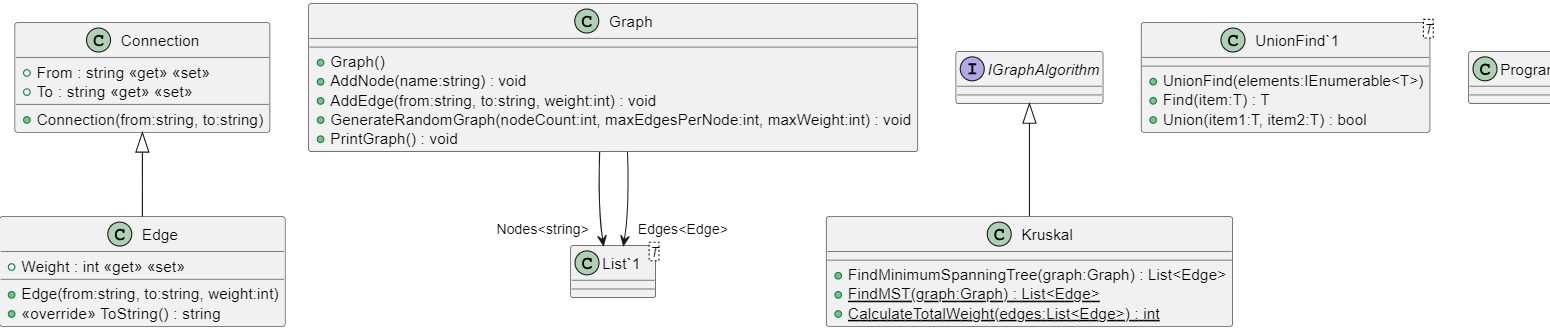 C Connection
From : string «get» «set»
To : string «get» «set»
Connection(from:string, to:string)
C Edge
Weight : int «get» «set»
Edge(from:string, to:string, weight:int)
«override» ToString() : string
C Graph
Graph()
AddNode(name:string) : void
AddEdge(from:string, to:string, weight:int) : void
GenerateRandomGraph(nodeCount:int, maxEdgesPerNode:int, maxWeight:int) : void
PrintGraph() : void
Nodes<string>
Edges<Edge>
C List`1
T
I IGraphAlgorithm
C Kruskal
FindMinimumSpanningTree(graph:Graph) : List<Edge>
FindMST(graph:Graph) : List<Edge>
CalculateTotalWeight(edges:List<Edge>) : int
C UnionFind`1
T
UnionFind(elements:IEnumerable<T>)
Find(item:T) : T
Union(item1:T, item2:T) : bool
C Progra